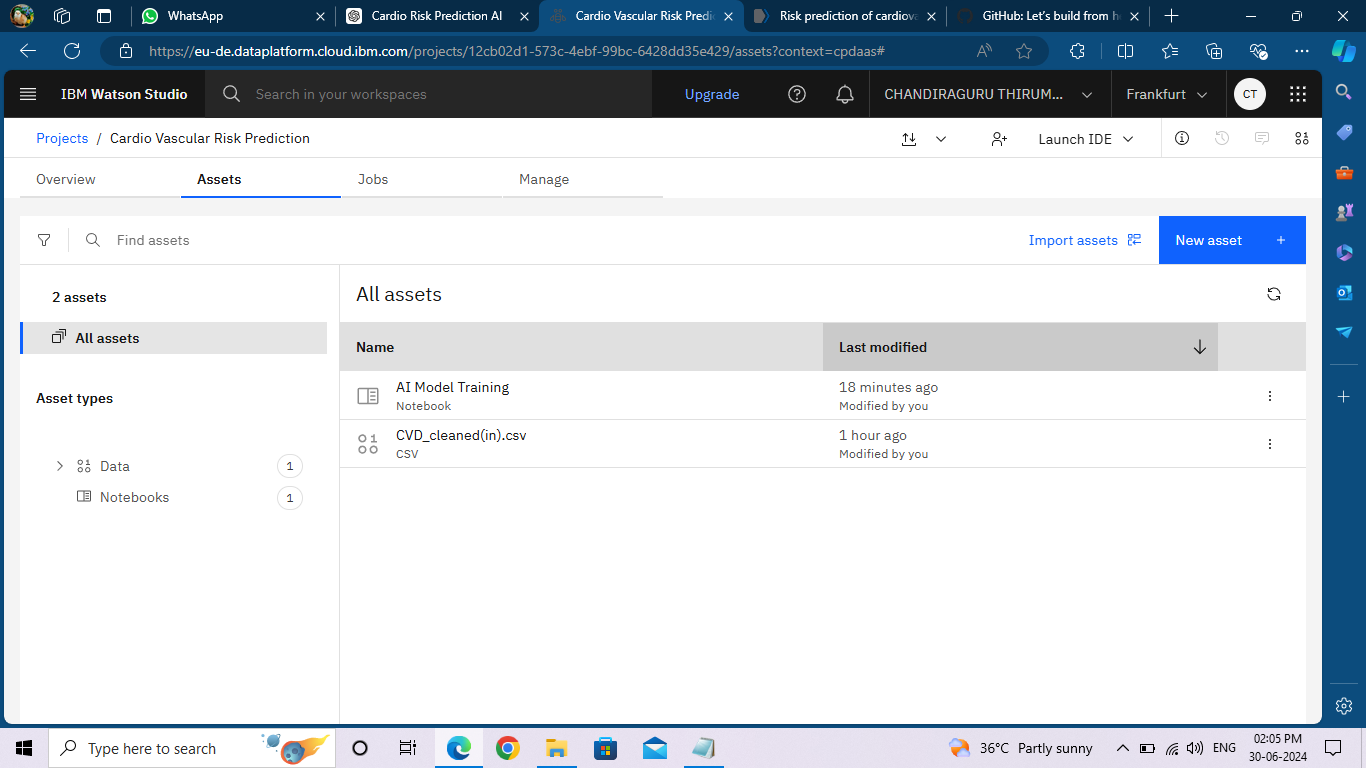 WhatsApp
Cardio Risk Prediction AI
Cardio Vascular Risk Predic
Risk prediction of cardiova
GitHub: Let's build from he
https://eu-de.dataplatform.cloud.ibm.com/projects/12cb02d1-573c-4ebf-99bc-6428dd35e429/assets?context=cpdaas#
IBM Watson Studio
Search in your workspaces
Upgrade
CHANDIRAGURU THIRUM...
Frankfurt
CT
Projects / Cardio Vascular Risk Prediction
Launch IDE
Overview
Assets
Jobs
Manage
Find assets
Import assets
New asset +
2 assets
All assets
Asset types
Data 1
Notebooks 1
All assets
Name
Last modified
AI Model Training
Notebook
18 minutes ago
Modified by you
CVD_cleaned(in).csv
CSV
1 hour ago
Modified by you
Type here to search
36°C Partly sunny
ENG
02:05 PM
30-06-2024